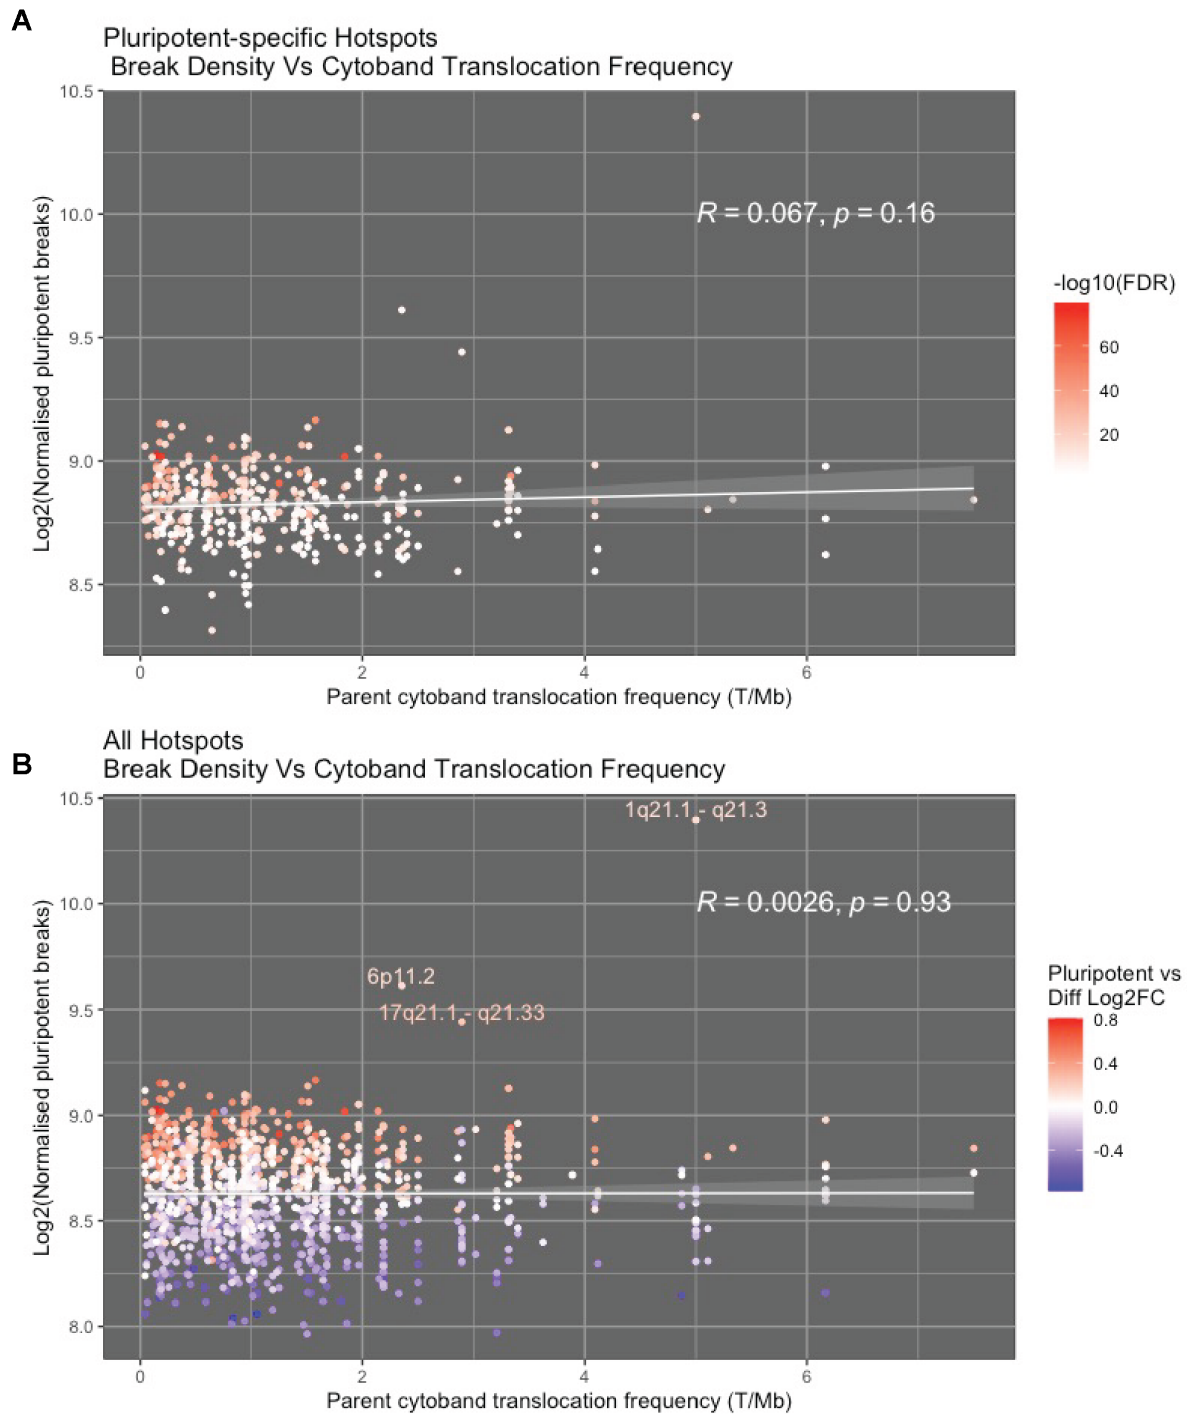 A
Pluripotent-specific Hotspots
Break Density Vs Cytoband Translocation Frequency
10.5
10.0
9.5
9.0
8.5
Log2(Normalised pluripotent breaks)
R = 0.067, p = 0.16
0
2
4
6
Parent cytoband translocation frequency (T/Mb)
-log10(FDR)
60
40
20
B
All Hotspots
Break Density Vs Cytoband Translocation Frequency
10.5
10.0
9.5
9.0
8.5
8.0
Log2(Normalised pluripotent breaks)
1q21.1 - q21.3
R = 0.0026, p = 0.93
6p11.2
17q21.1 - q21.33
0
2
4
6
Parent cytoband translocation frequency (T/Mb)
Pluripotent vs
Diff Log2FC
0.8
0.4
0.0
-0.4